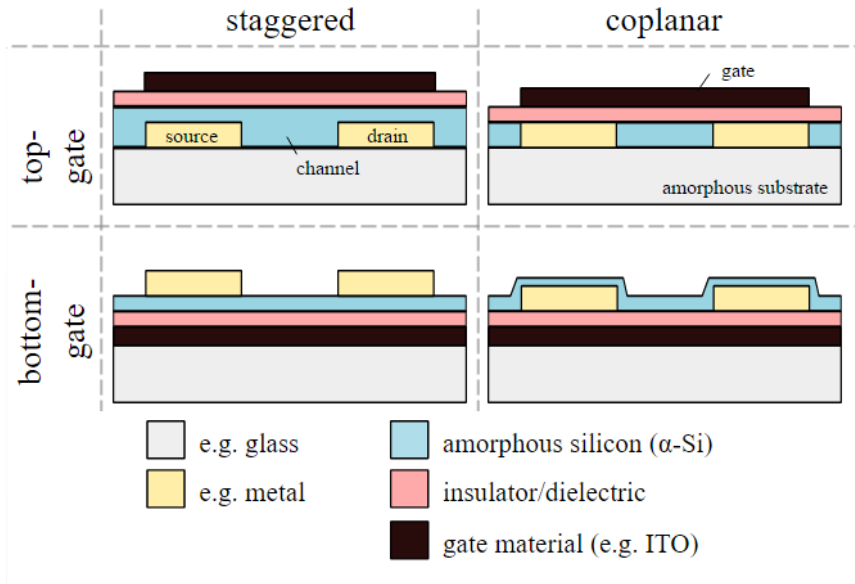 staggered
coplanar
top-
gate
source
drain
channel
gate
amorphous substrate
bottom-
gate
e.g. glass
amorphous silicon (α-Si)
e.g. metal
insulator/dielectric
gate material (e.g. ITO)